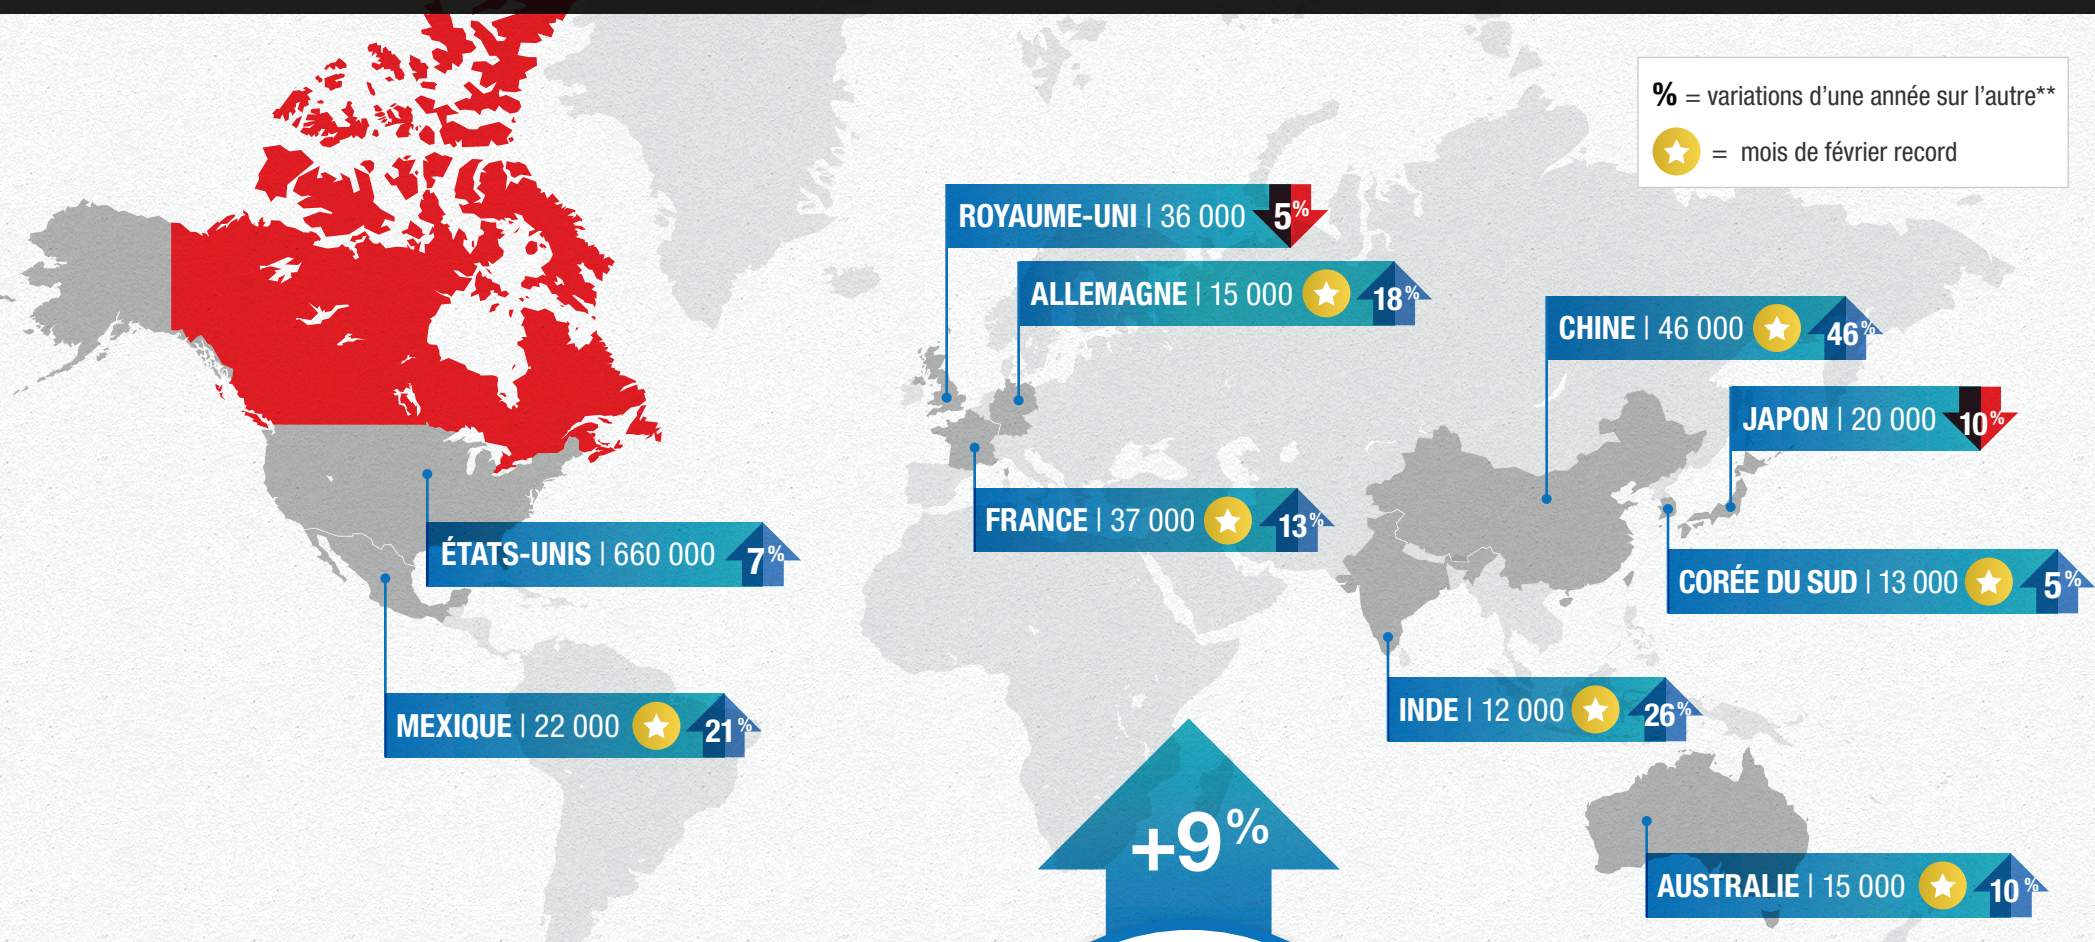 % = variations d'une année sur l'autre**
= mois de février record
ROYAUME-UNI | 36 000 5%
ALLEMAGNE | 15 000 18%
CHINE | 46 000 46%
JAPON | 20 000 10%
FRANCE | 37 000 13%
ÉTATS-UNIS | 660 000 7%
CORÉE DU SUD | 13 000 5%
MEXIQUE | 22 000 21%
INDE | 12 000 26%
+9%
AUSTRALIE | 15 000 10%